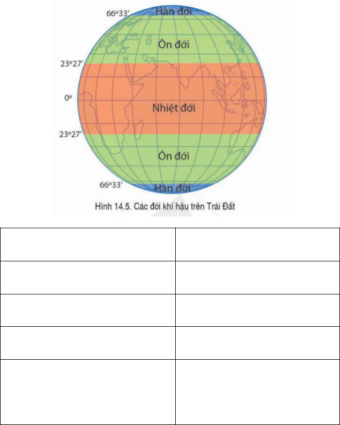 66°33'
Hàn đới
Ôn đới
23°27'
0°
Nhiệt đới
23°27'
Ôn đới
66°33'
Hàn đới
Hình 14.5. Các đới khí hậu trên Trái Đất